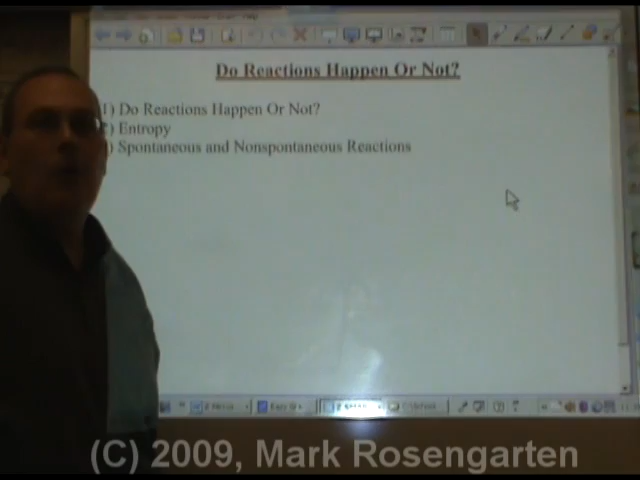 Do Reactions Happen Or Not?
1) Do Reactions Happen Or Not?
) Entropy
) Spontaneous and Nonspontaneous Reactions
(C) 2009, Mark Rosengarten